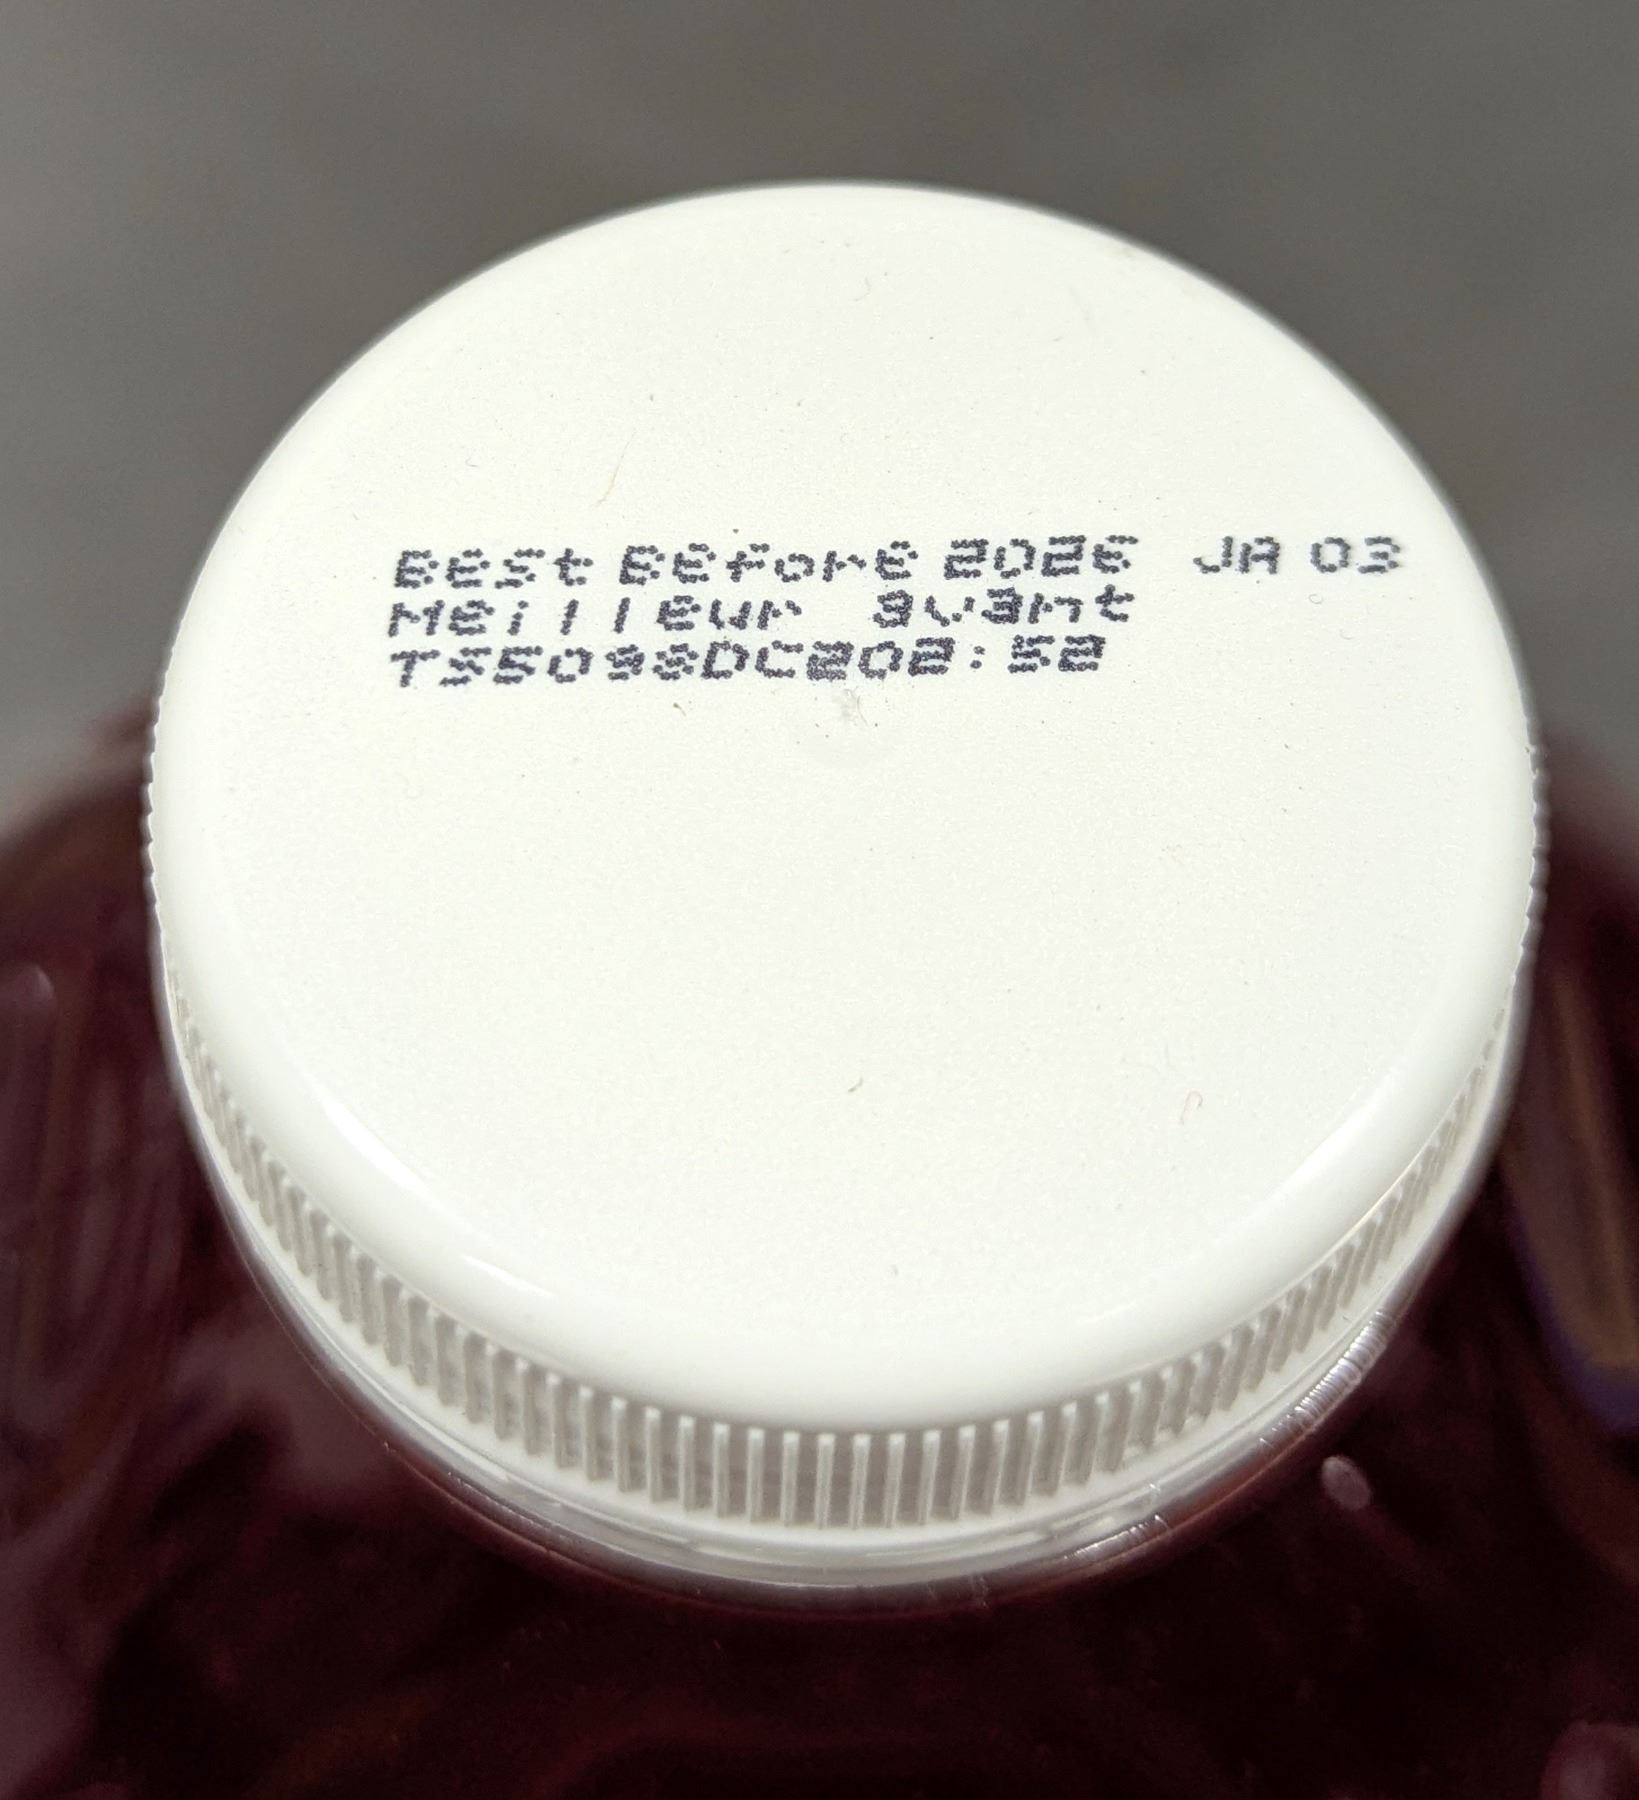 Best Before 2026 JA 03
Meilleur avant
TS5098DC202:52